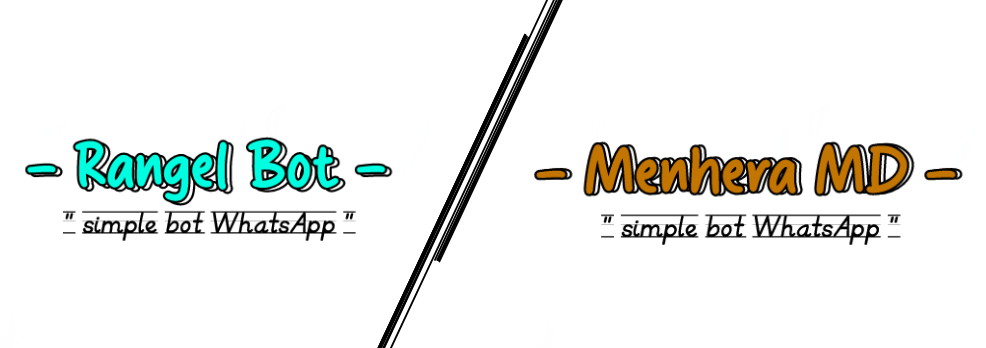 - Rangel Bot -
" simple bot WhatsApp "
- Menhera MD -
" simple bot WhatsApp "